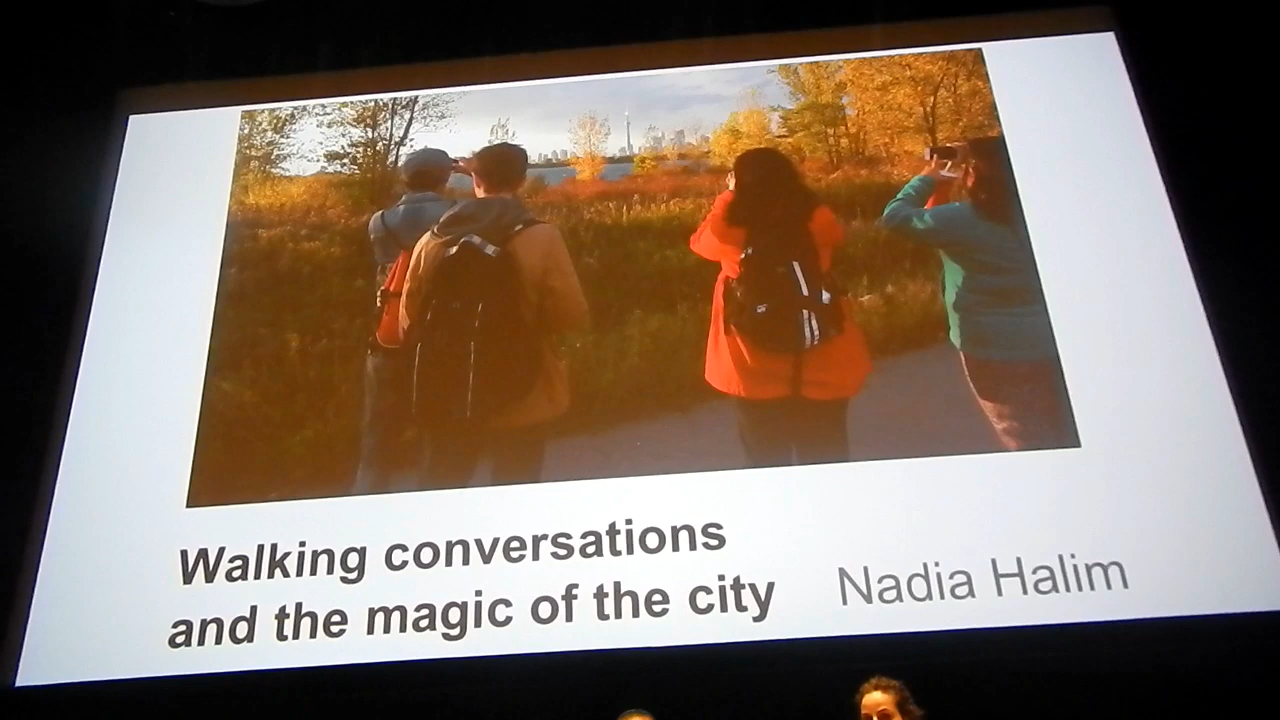 Walking conversations
and the magic of the city
Nadia Halim